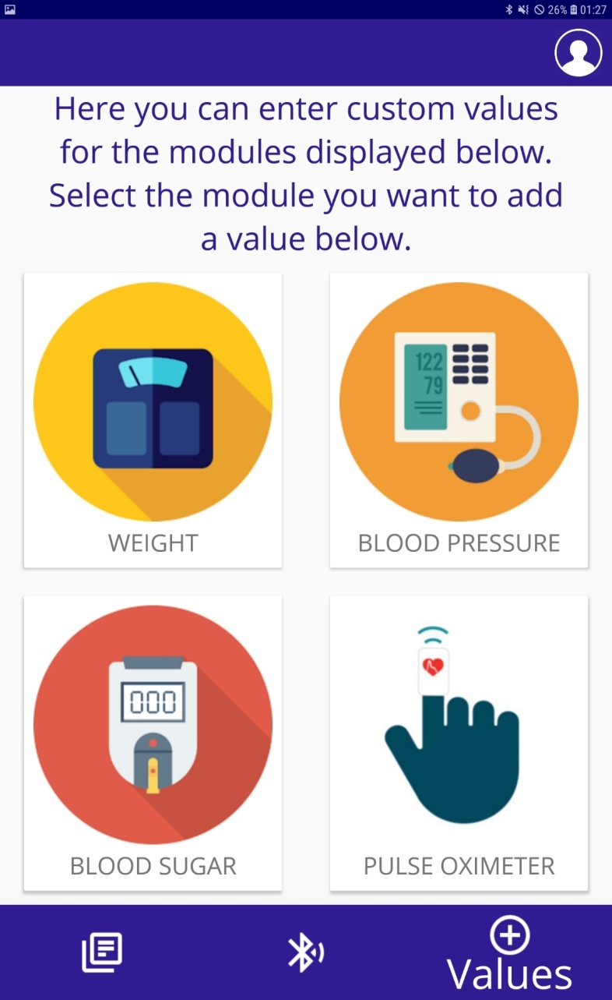 26% 01:27
Here you can enter custom values
for the modules displayed below.
Select the module you want to add
a value below.
122
79
WEIGHT
BLOOD PRESSURE
000
BLOOD SUGAR
PULSE OXIMETER
Values